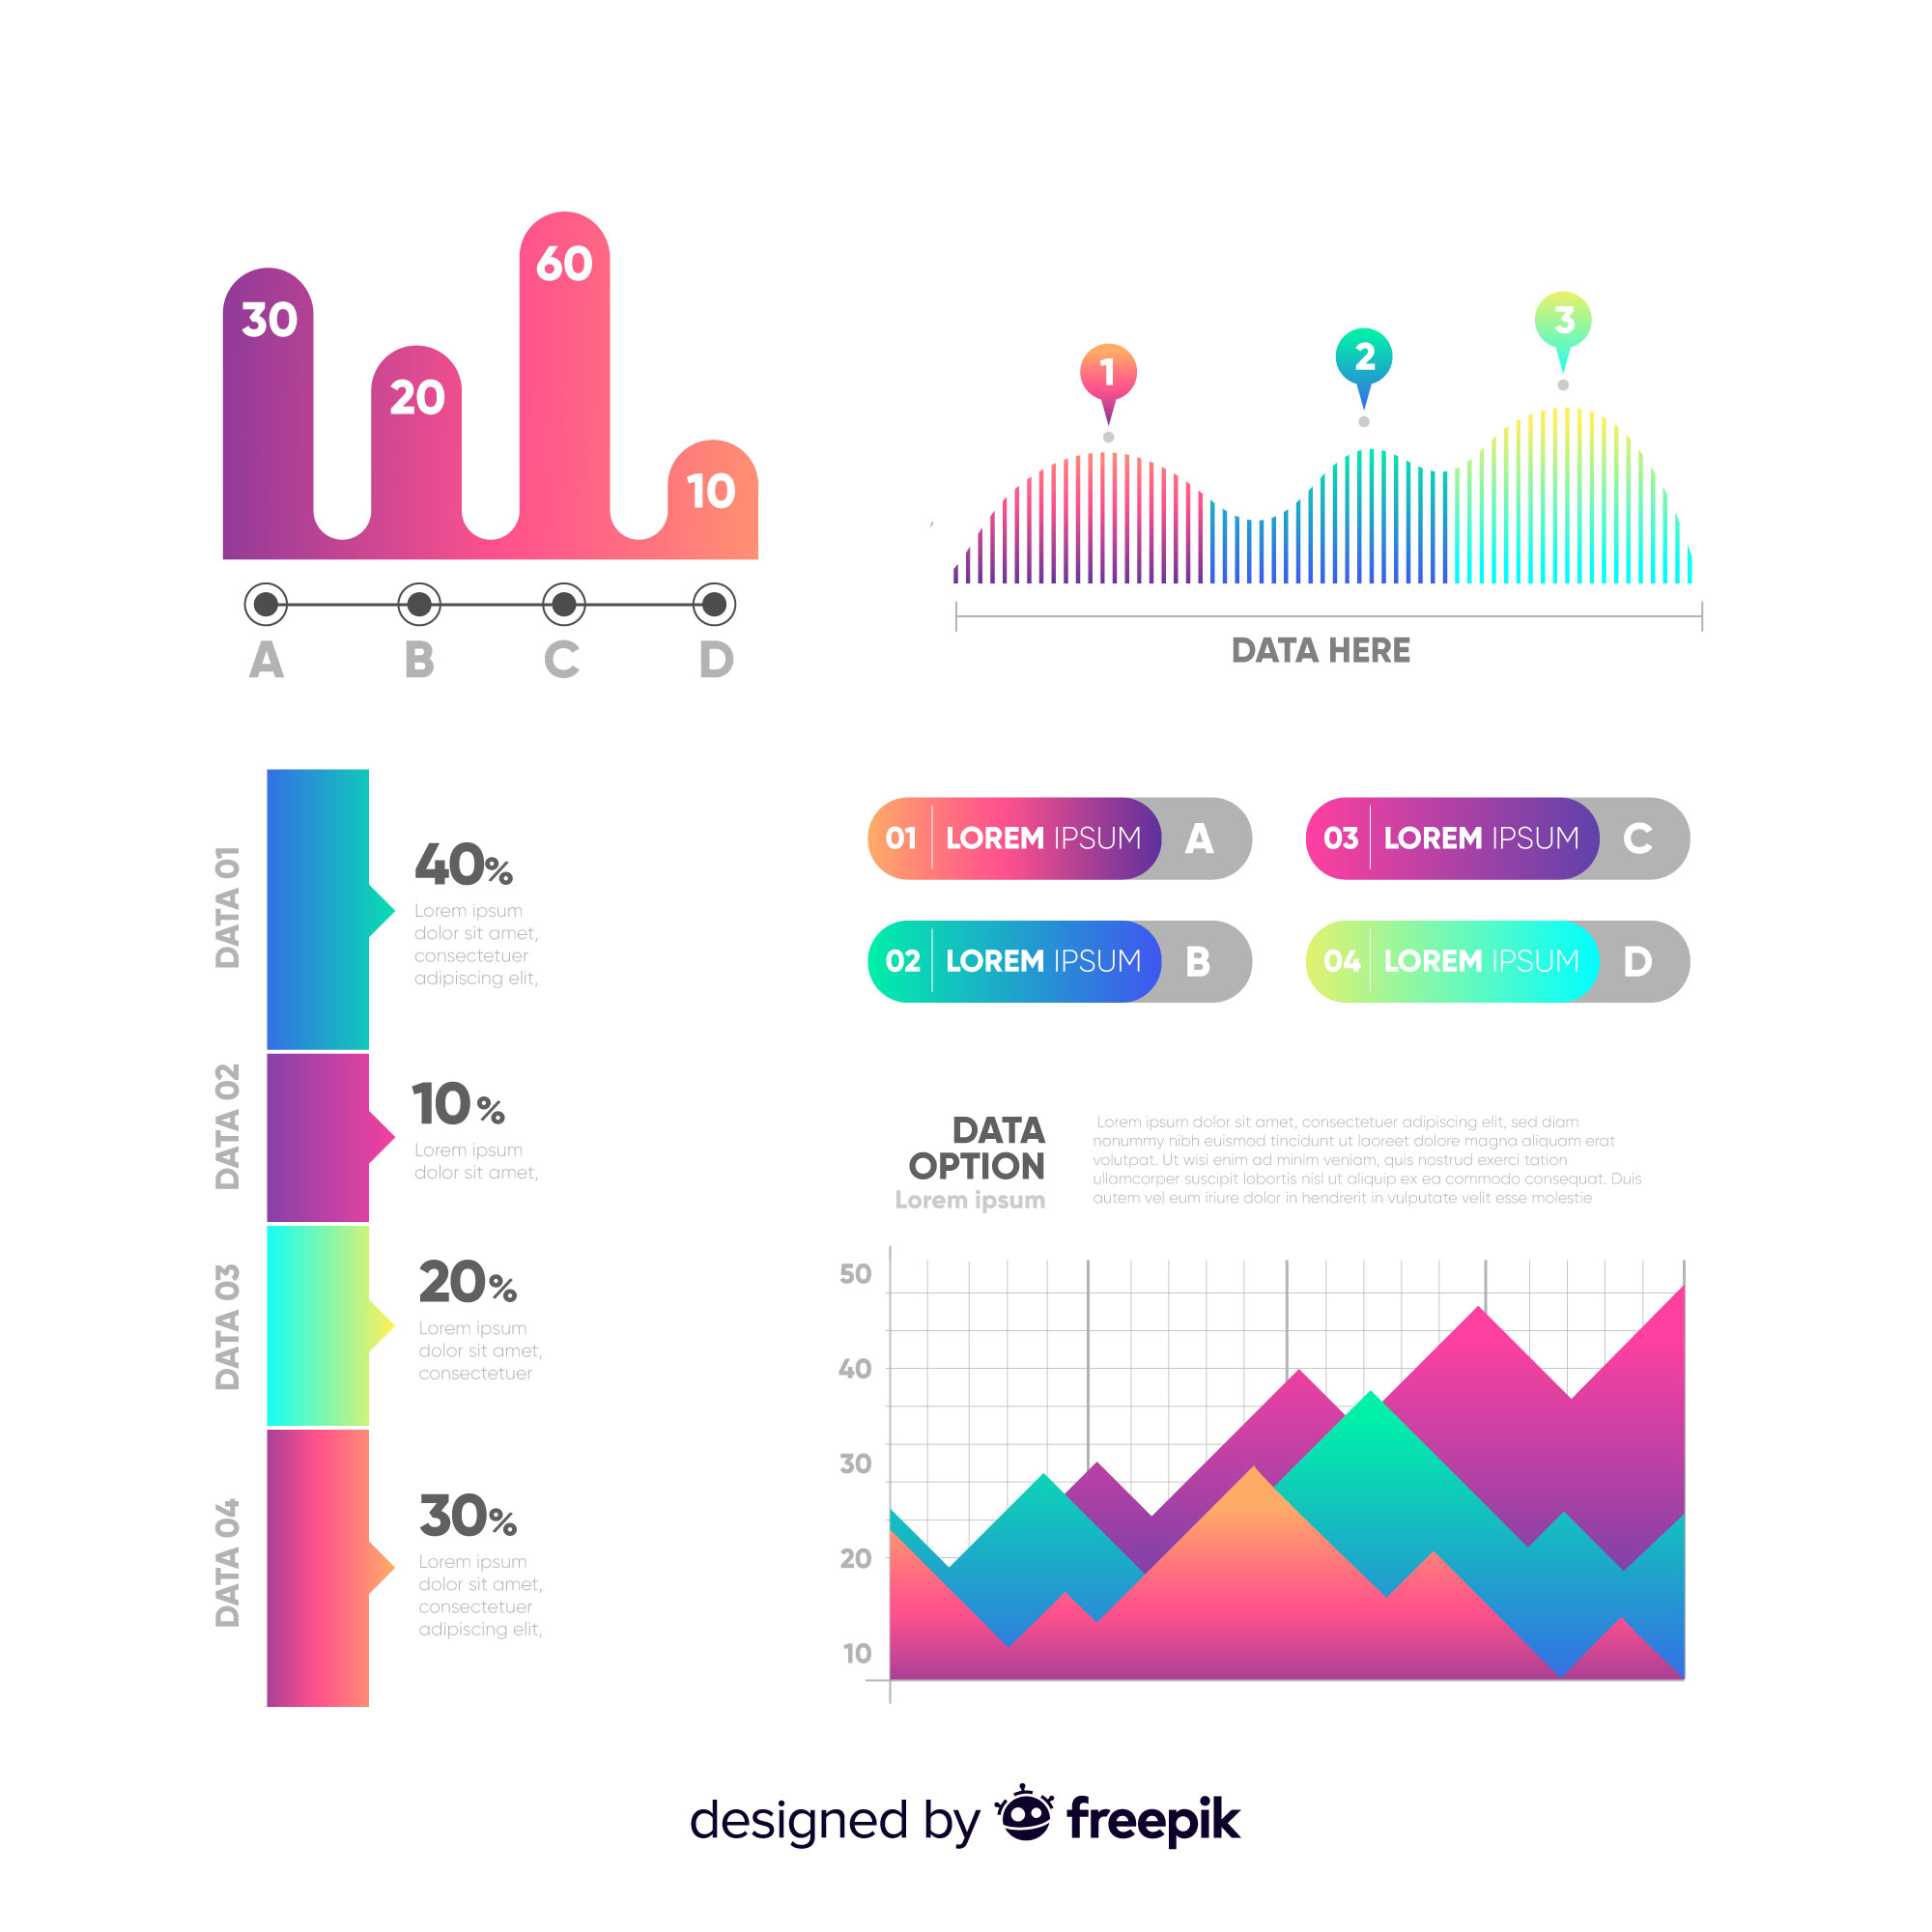 30
20
60
10
A
B
C
D
1
2
3
DATA HERE
DATA 01
40%
Lorem ipsum
dolor sit amet,
consectetuer
adipiscing elit,
DATA 02
10%
Lorem ipsum
dolor sit amet,
DATA 03
20%
Lorem ipsum
dolor sit amet,
consectetuer
DATA 04
30%
Lorem ipsum
dolor sit amet,
consectetuer
adipiscing elit,
01 LOREM IPSUM A
03 LOREM IPSUM C
02 LOREM IPSUM B
04 LOREM IPSUM D
DATA
OPTION
Lorem ipsum
Lorem ipsum dolor sit amet, consectetuer adipiscing elit, sed diam
nonummy nibh euismod tincidunt ut laoreet dolore magna aliquam erat
volutpat. Ut wisi enim ad minim veniam, quis nostrud exerci tation
ullamcorper suscipit lobortis nisl ut aliquip ex ea commodo consequat. Duis
autem vel eum iriure dolor in hendrerit in vulputate velit esse molestie
50
40
30
20
10
designed by freepik